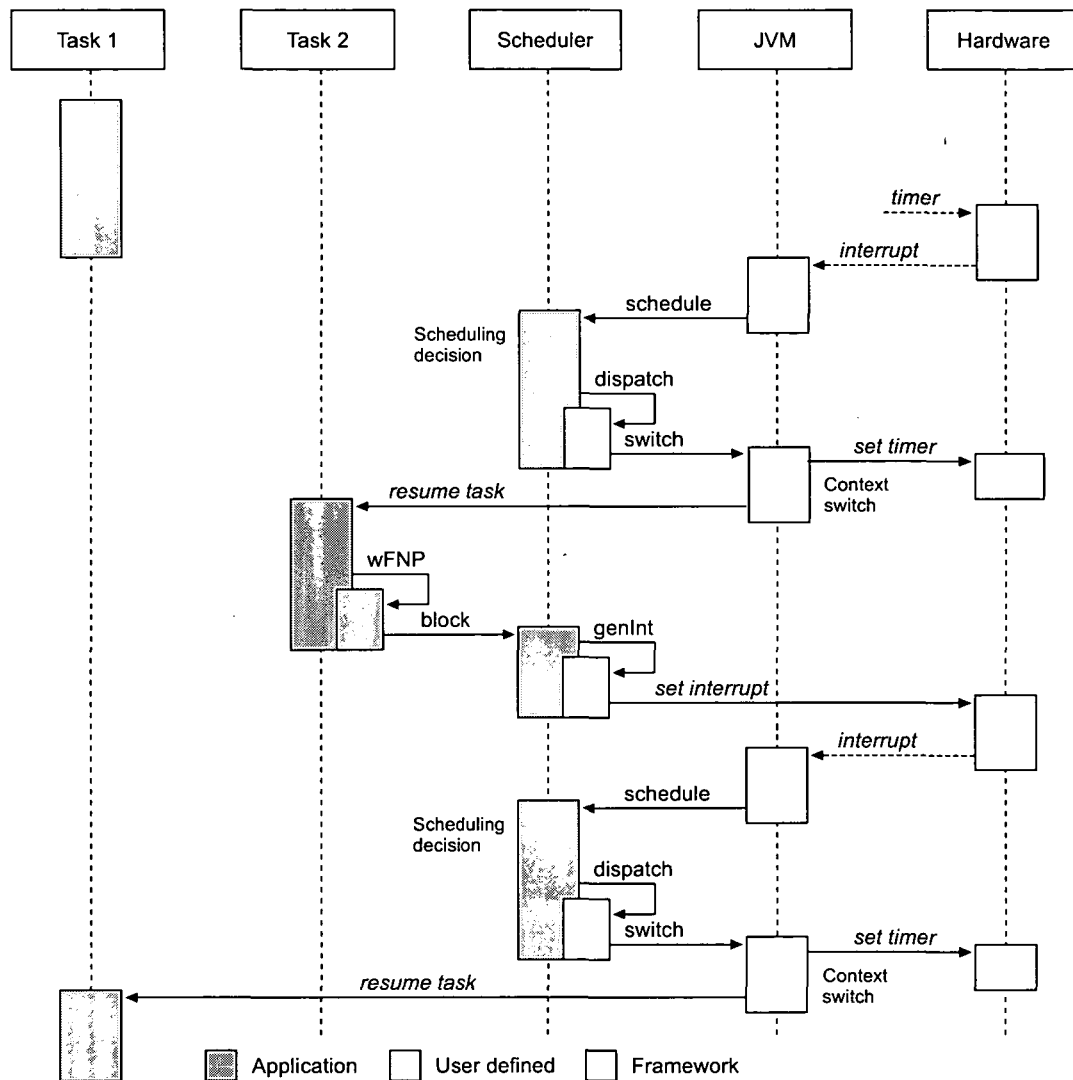 Task 1
Task 2
Scheduler
JVM
Hardware
timer
interrupt
schedule
Scheduling
decision
dispatch
switch
set timer
Context
switch
resume task
wFNP
block
genInt
set interrupt
interrupt
schedule
Scheduling
decision
dispatch
switch
set timer
Context
switch
resume task
Application
User defined
Framework